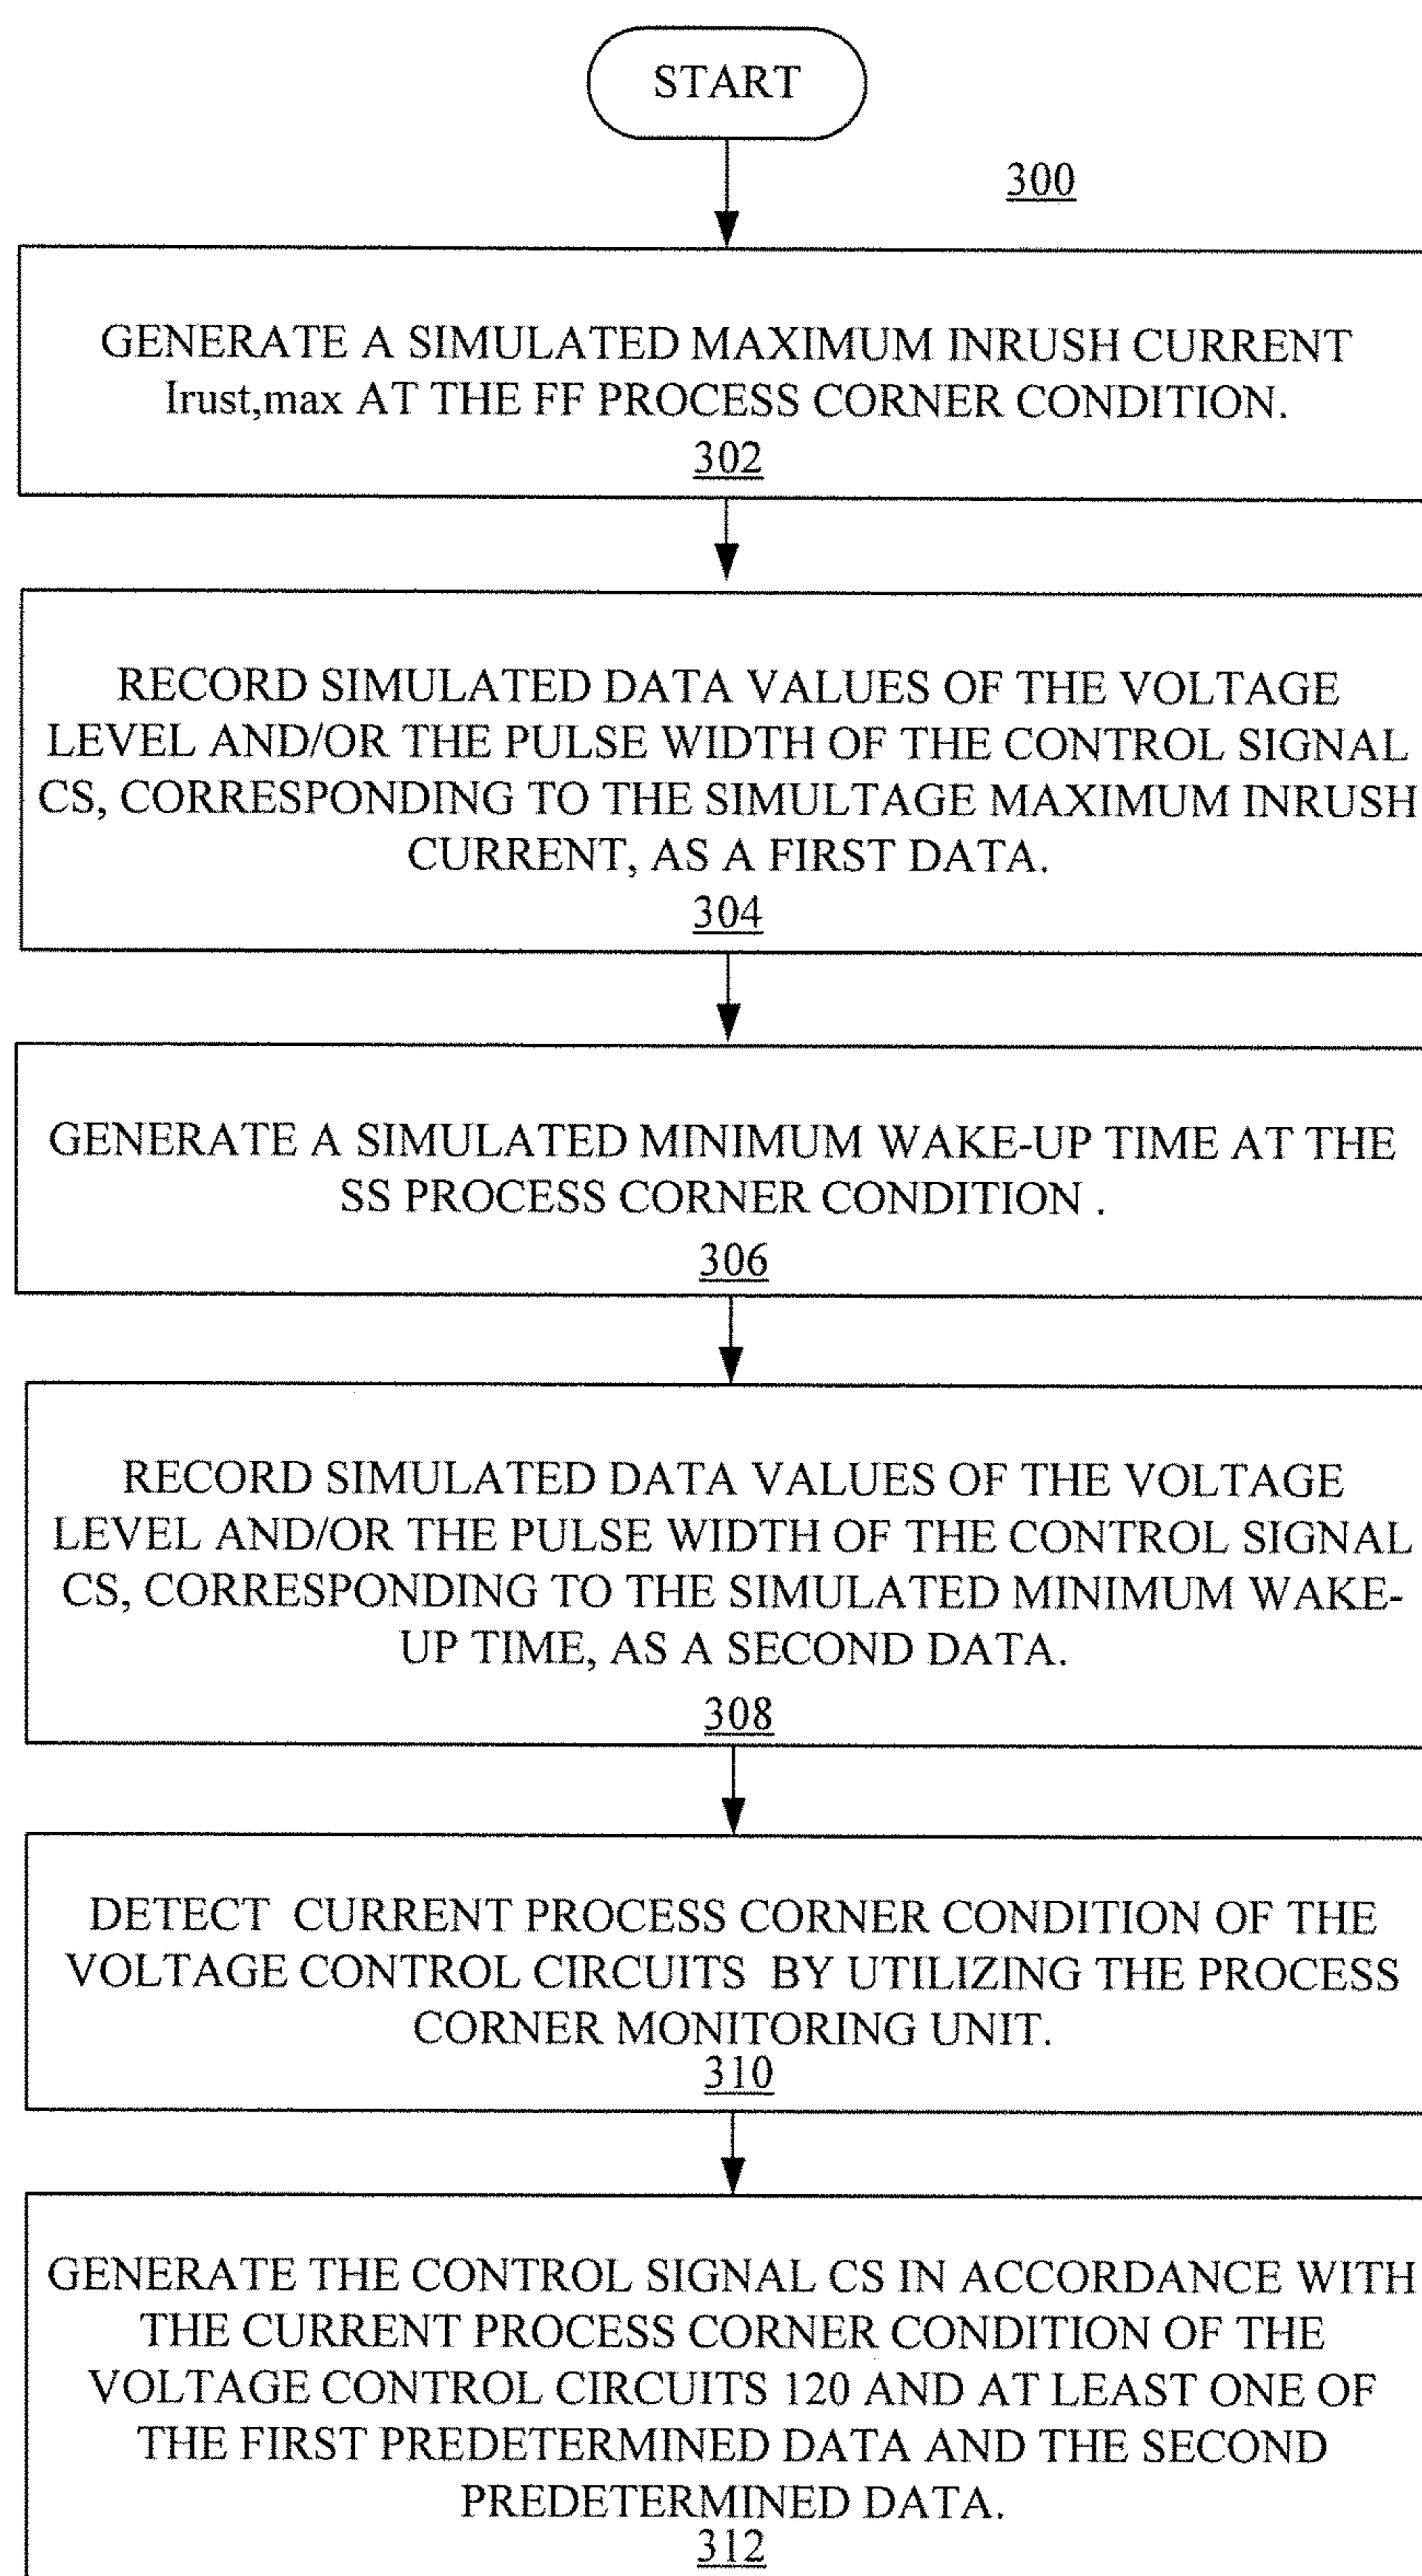 START
300
GENERATE A SIMULATED MAXIMUM INRUSH CURRENT
Irust,max AT THE FF PROCESS CORNER CONDITION.
302
RECORD SIMULATED DATA VALUES OF THE VOLTAGE
LEVEL AND/OR THE PULSE WIDTH OF THE CONTROL SIGNAL
CS, CORRESPONDING TO THE SIMULTAGE MAXIMUM INRUSH
CURRENT, AS A FIRST DATA.
304
GENERATE A SIMULATED MINIMUM WAKE-UP TIME AT THE
SS PROCESS CORNER CONDITION .
306
RECORD SIMULATED DATA VALUES OF THE VOLTAGE
LEVEL AND/OR THE PULSE WIDTH OF THE CONTROL SIGNAL
CS, CORRESPONDING TO THE SIMULATED MINIMUM WAKE-
UP TIME, AS A SECOND DATA.
308
DETECT CURRENT PROCESS CORNER CONDITION OF THE
VOLTAGE CONTROL CIRCUITS BY UTILIZING THE PROCESS
CORNER MONITORING UNIT.
310
GENERATE THE CONTROL SIGNAL CS IN ACCORDANCE WITH
THE CURRENT PROCESS CORNER CONDITION OF THE
VOLTAGE CONTROL CIRCUITS 120 AND AT LEAST ONE OF
THE FIRST PREDETERMINED DATA AND THE SECOND
PREDETERMINED DATA.
312